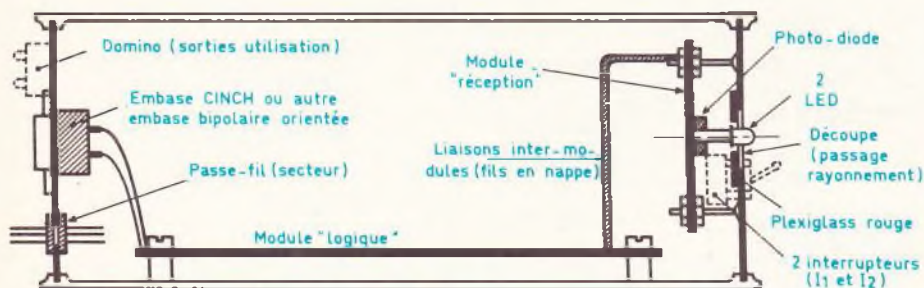 Domino (sorties utilisation)
Embase CINCH ou autre
embase bipolaire orientée
Passe-fil (secteur)
Module "logique"
Liaisons inter-mo-
dules (fils en nappe)
Module
"réception"
Photo-diode
2
LED
Découpe
(passage
rayonnement)
Plexiglass rouge
2 interrupteurs
(I1 et I2)